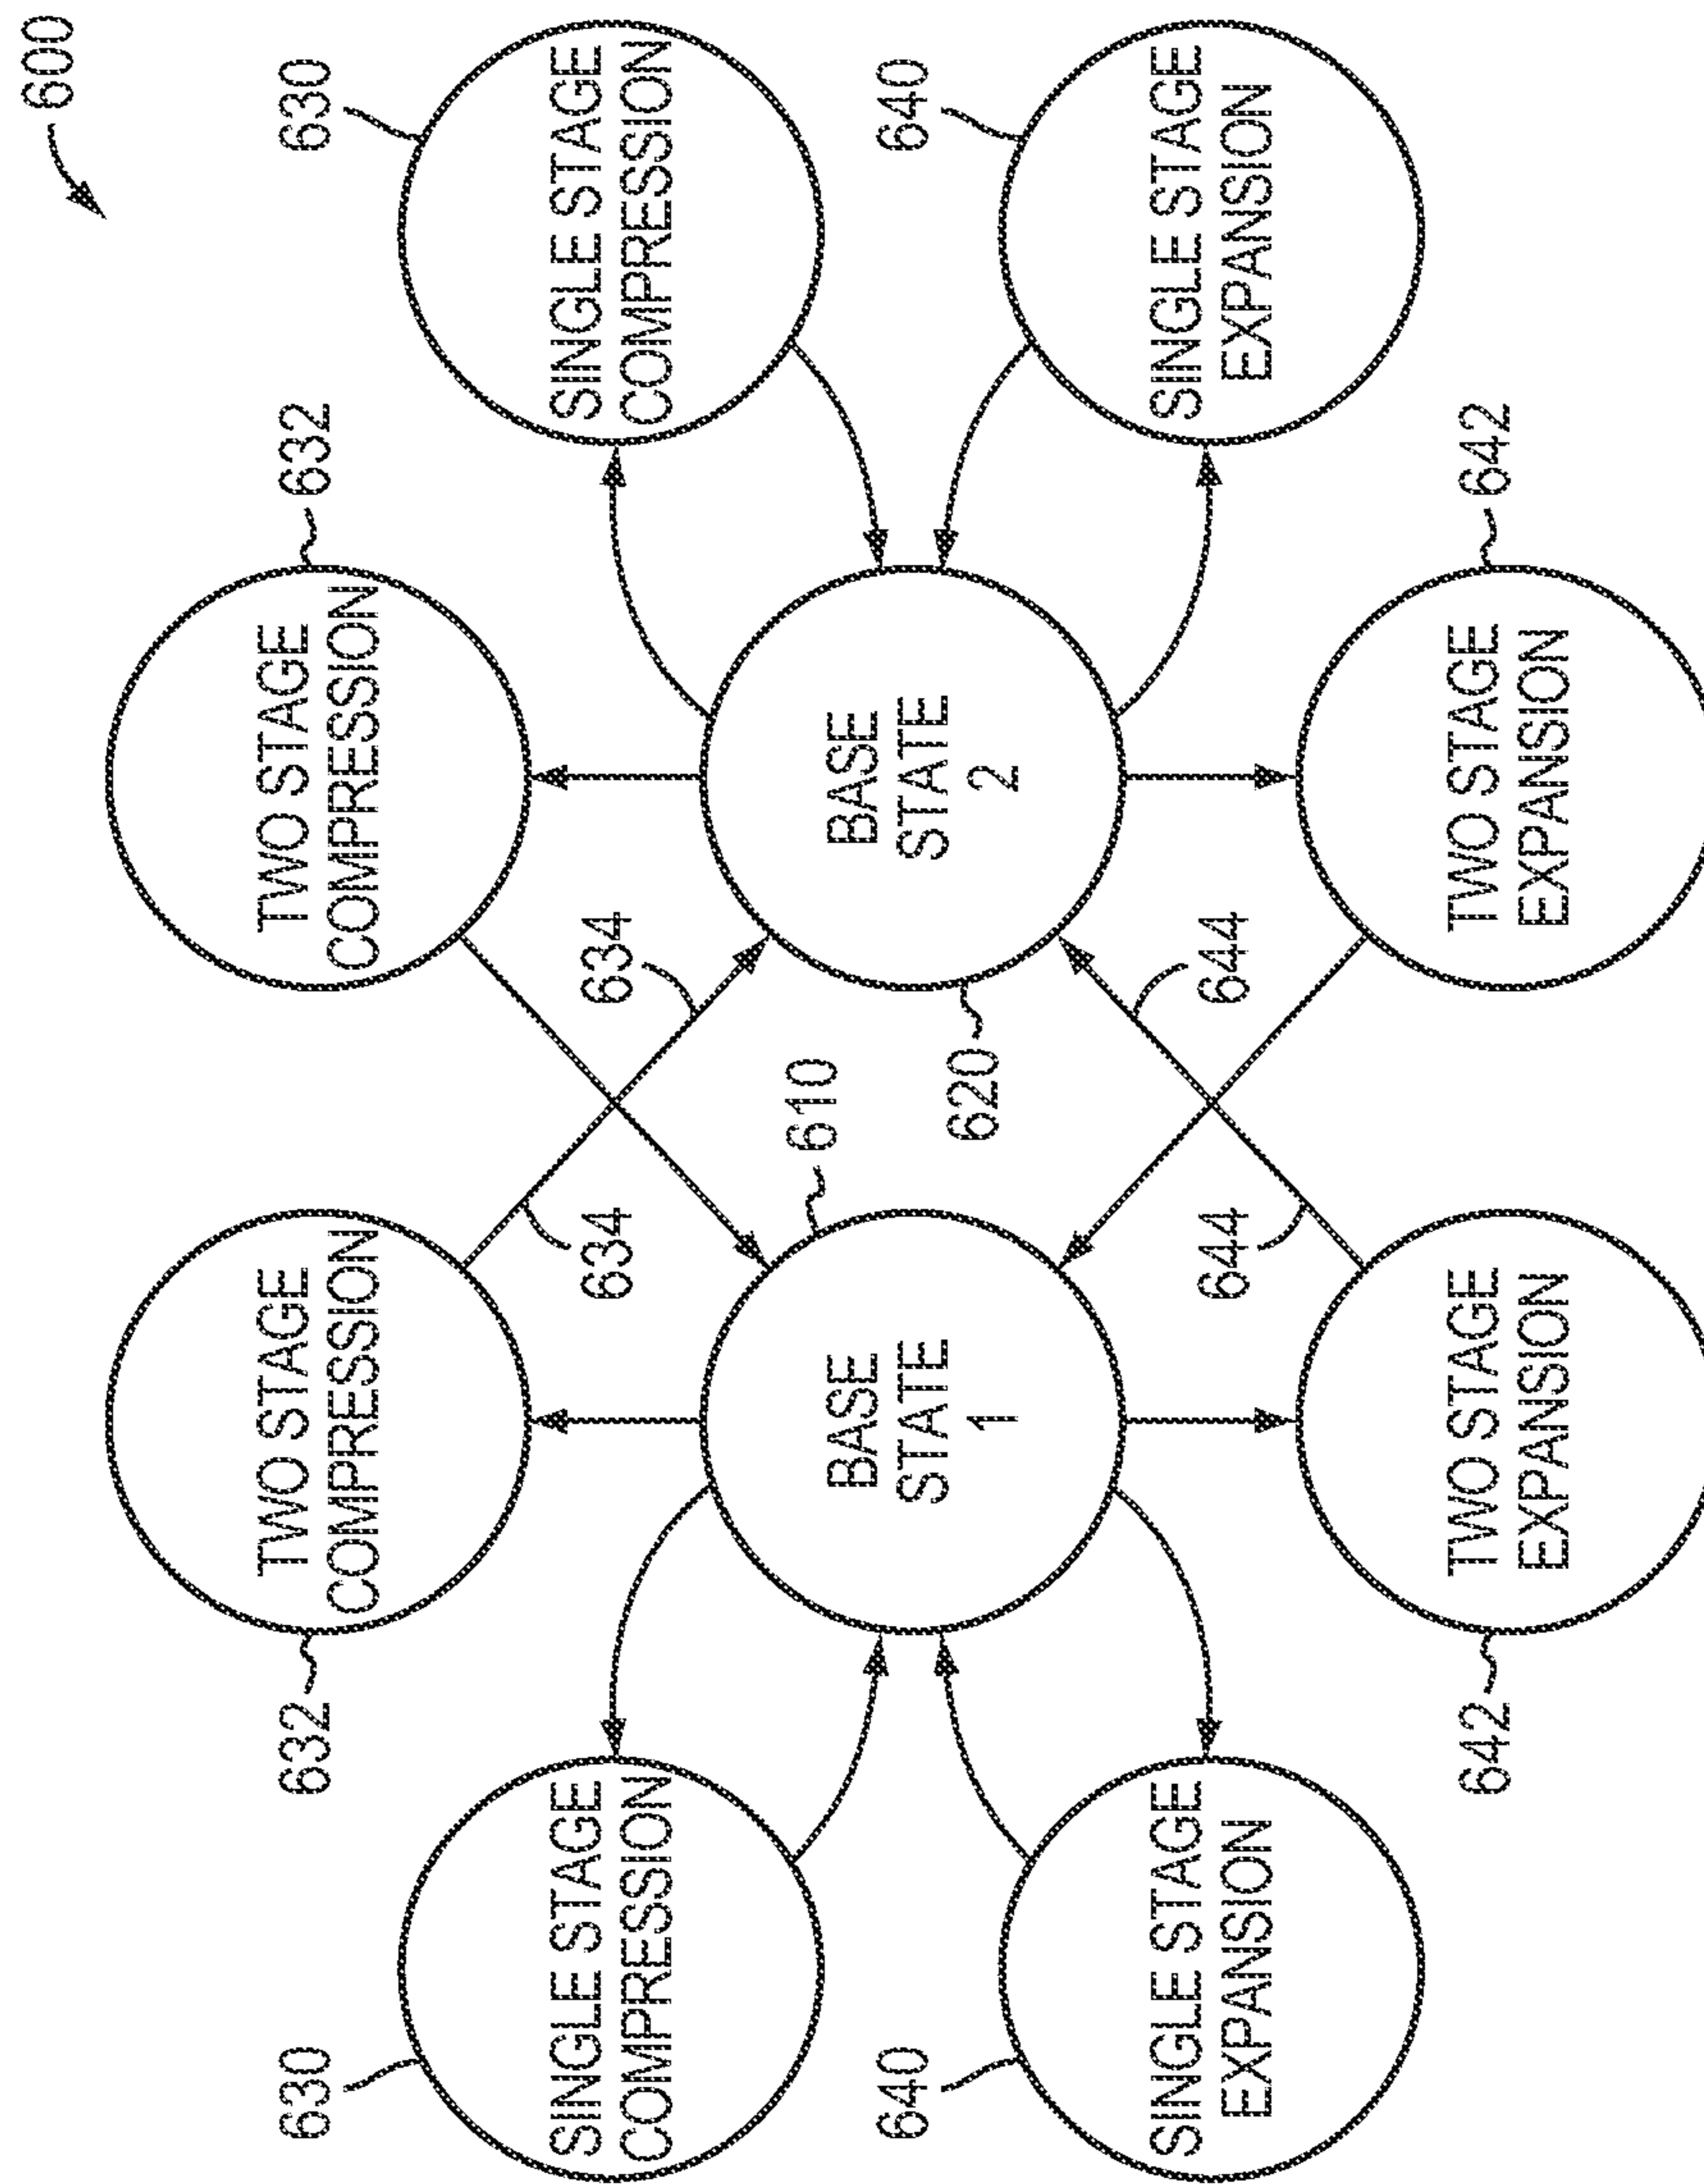 600
630
632
632
630
TWO STAGE
COMPRESSION
TWO STAGE
COMPRESSION
SINGLE STAGE
COMPRESSION
634
634
SINGLE STAGE
COMPRESSION
610
BASE
STATE
1
BASE
STATE
2
640
640
620
SINGLE STAGE
EXPANSION
644
644
SINGLE STAGE
EXPANSION
642
TWO STAGE
EXPANSION
TWO STAGE
EXPANSION
642